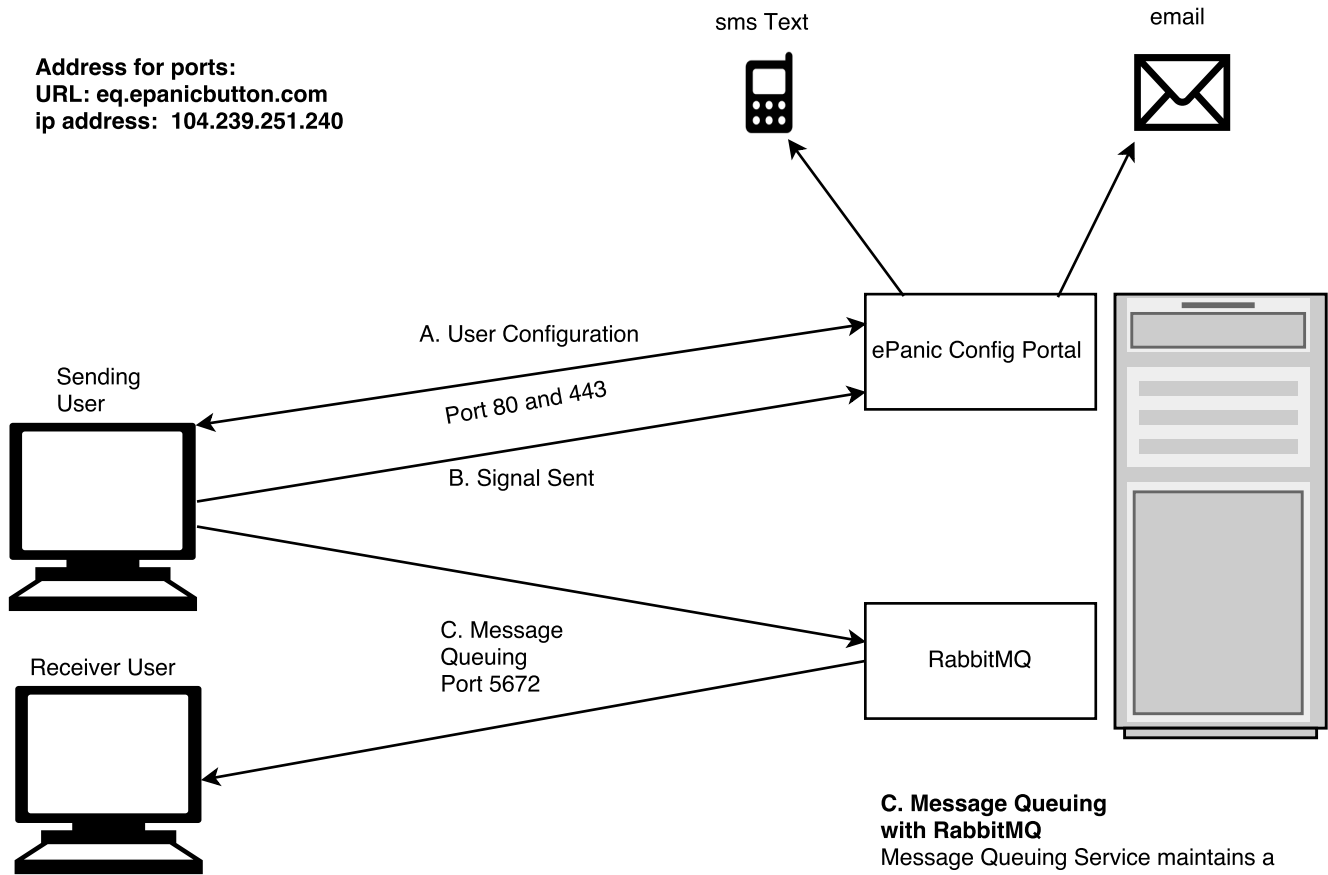 sms Text
email
Address for ports:
URL: eq.epanicbutton.com
ip address:  104.239.251.240
A. User Configuration
ePanic Config Portal
Port 80 and 443
Sending
User
B. Signal Sent
C. Message
Queuing
Port 5672
RabbitMQ
Receiver User
C. Message Queuing
with RabbitMQ
Message Queuing Service maintains a